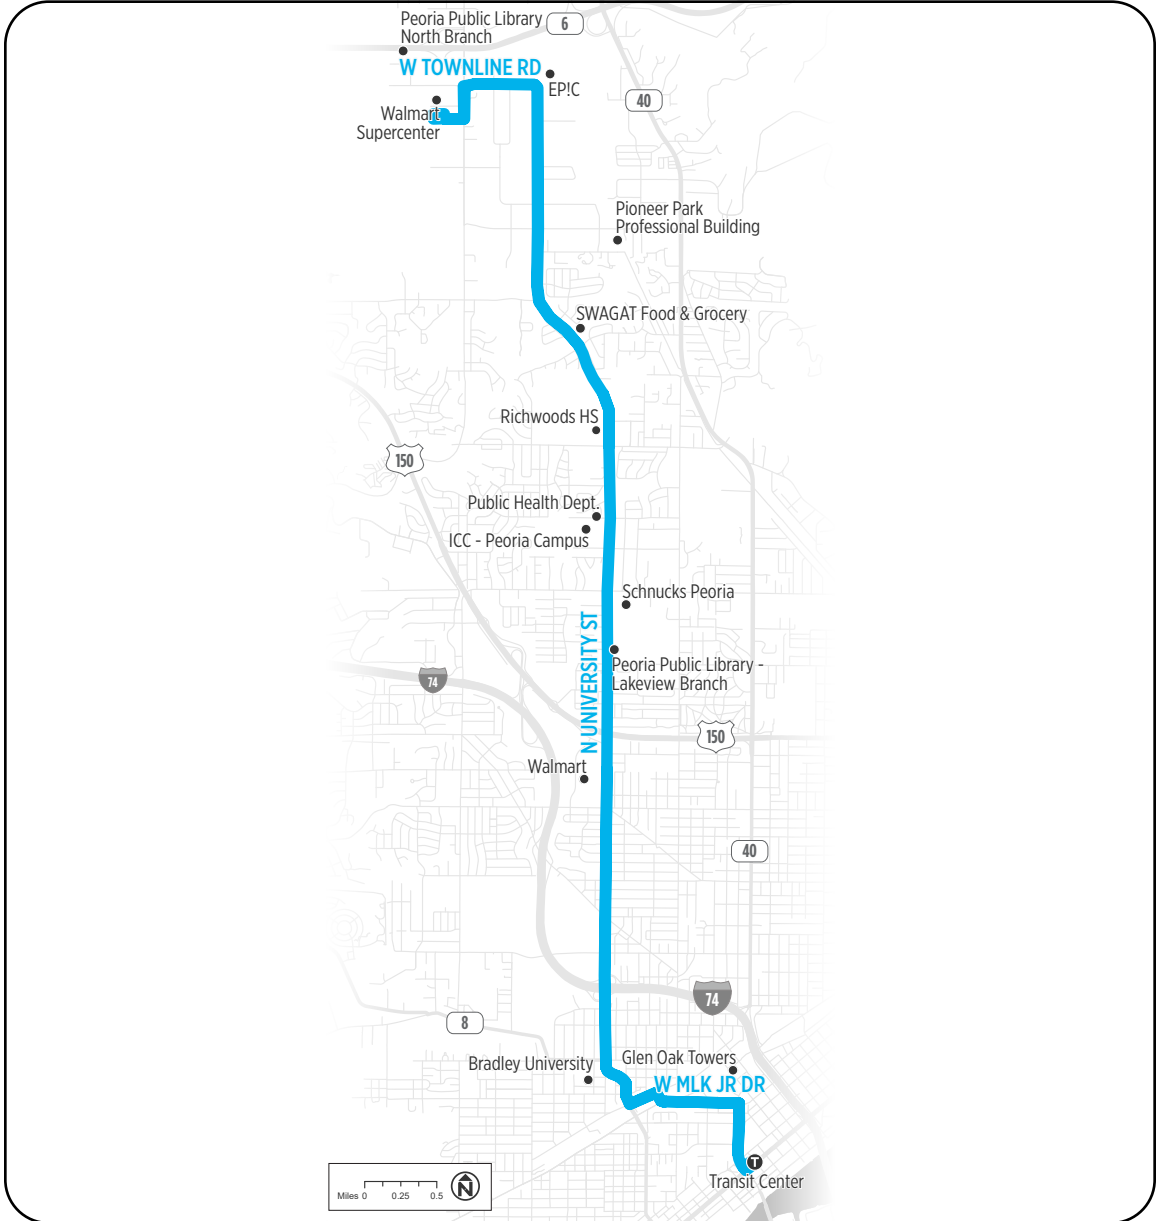 Peoria Public Library
North Branch
6
W TOWNLINE RD
EP!C
40
Walmart
Supercenter
Pioneer Park
Professional Building
SWAGAT Food & Grocery
Richwoods HS
150
Public Health Dept.
ICC - Peoria Campus
Schnucks Peoria
N UNIVERSITY ST
Peoria Public Library -
Lakeview Branch
74
150
Walmart
40
74
8
Bradley University
Glen Oak Towers
W MLK JR DR
T
Transit Center
Miles 0 0.25 0.5
N